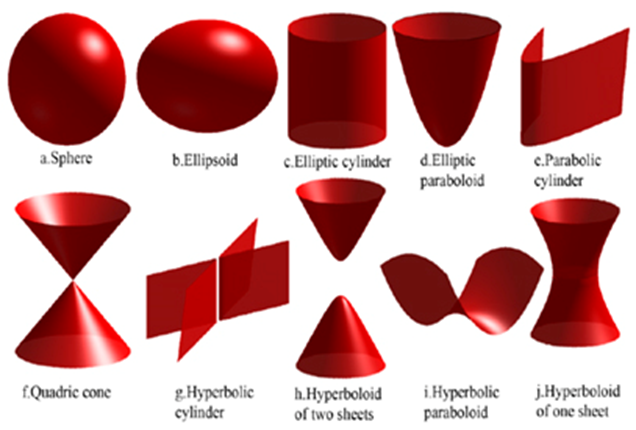 a.Sphere
b.Ellipsoid
c.Elliptic cylinder
d.Elliptic
paraboloid
e.Parabolic
cylinder
f.Quadric cone
g.Hyperbolic
cylinder
h.Hyperboloid
of two sheets
i.Hyperbolic
paraboloid
j.Hyperboloid
of one sheet